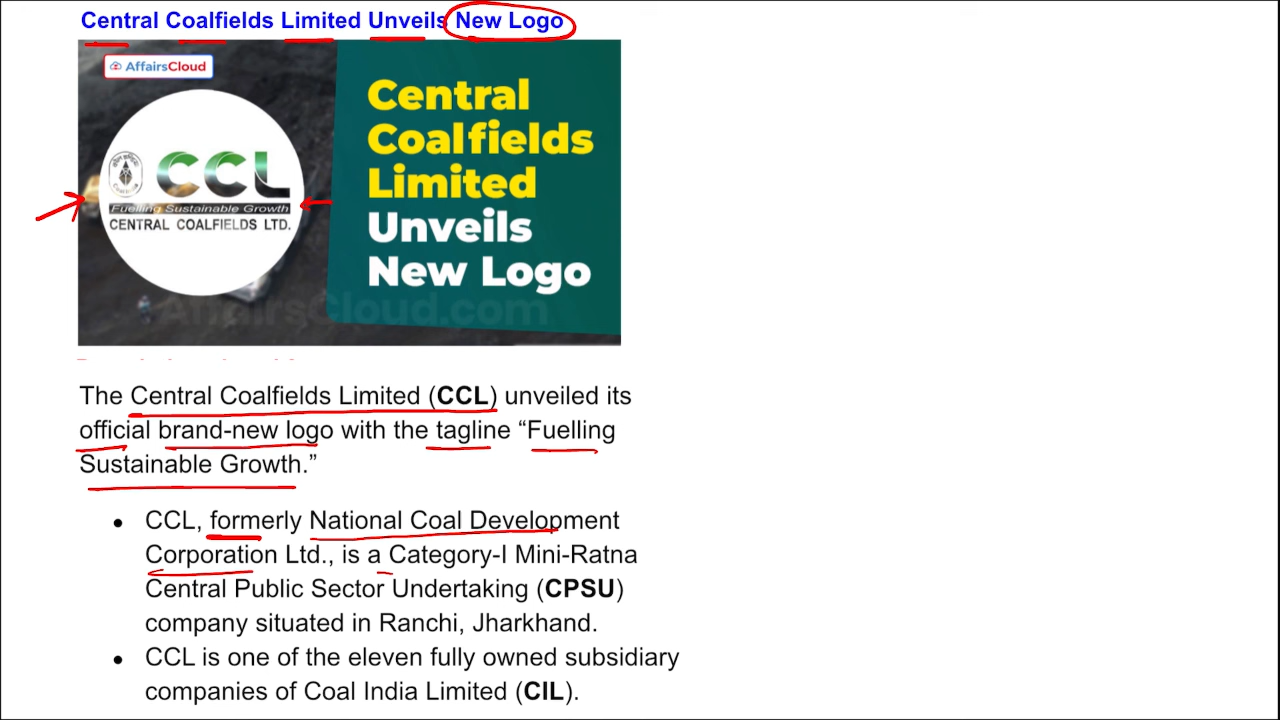 Central Coalfields Limited Unveils New Logo
AffairsCloud
Central
Coalfields
Limited
Unveils
New Logo
CCL
Fuelling Sustainable Growth
CENTRAL COALFIELDS LTD.
AffairsCloud.com
The Central Coalfields Limited (CCL) unveiled its
official brand-new logo with the tagline “Fuelling
Sustainable Growth.”
• CCL, formerly National Coal Development
Corporation Ltd., is a Category-I Mini-Ratna
Central Public Sector Undertaking (CPSU)
company situated in Ranchi, Jharkhand.
• CCL is one of the eleven fully owned subsidiary
companies of Coal India Limited (CIL).